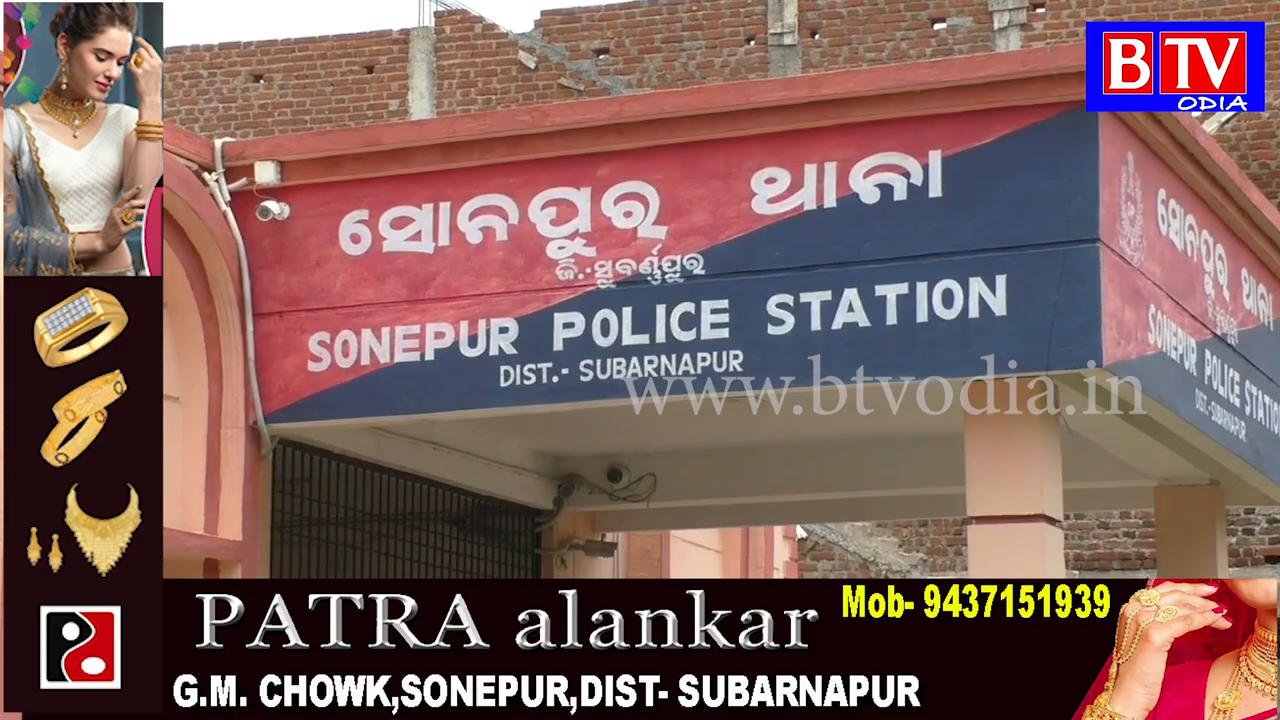 BTV
ODIA
ସୋନପୁର ଥାନା
ଜି.-ସୁବର୍ଣ୍ଣପୁର
SONEPUR POLICE STATION
DIST.- SUBARNAPUR
ସୋନପୁର ଥାନା
SONEPUR POLICE STATION
DIST.-SUBARNAPUR
www.btvodia.in
PATRA alankar
Mob- 9437151939
G.M. CHOWK,SONEPUR,DIST- SUBARNAPUR